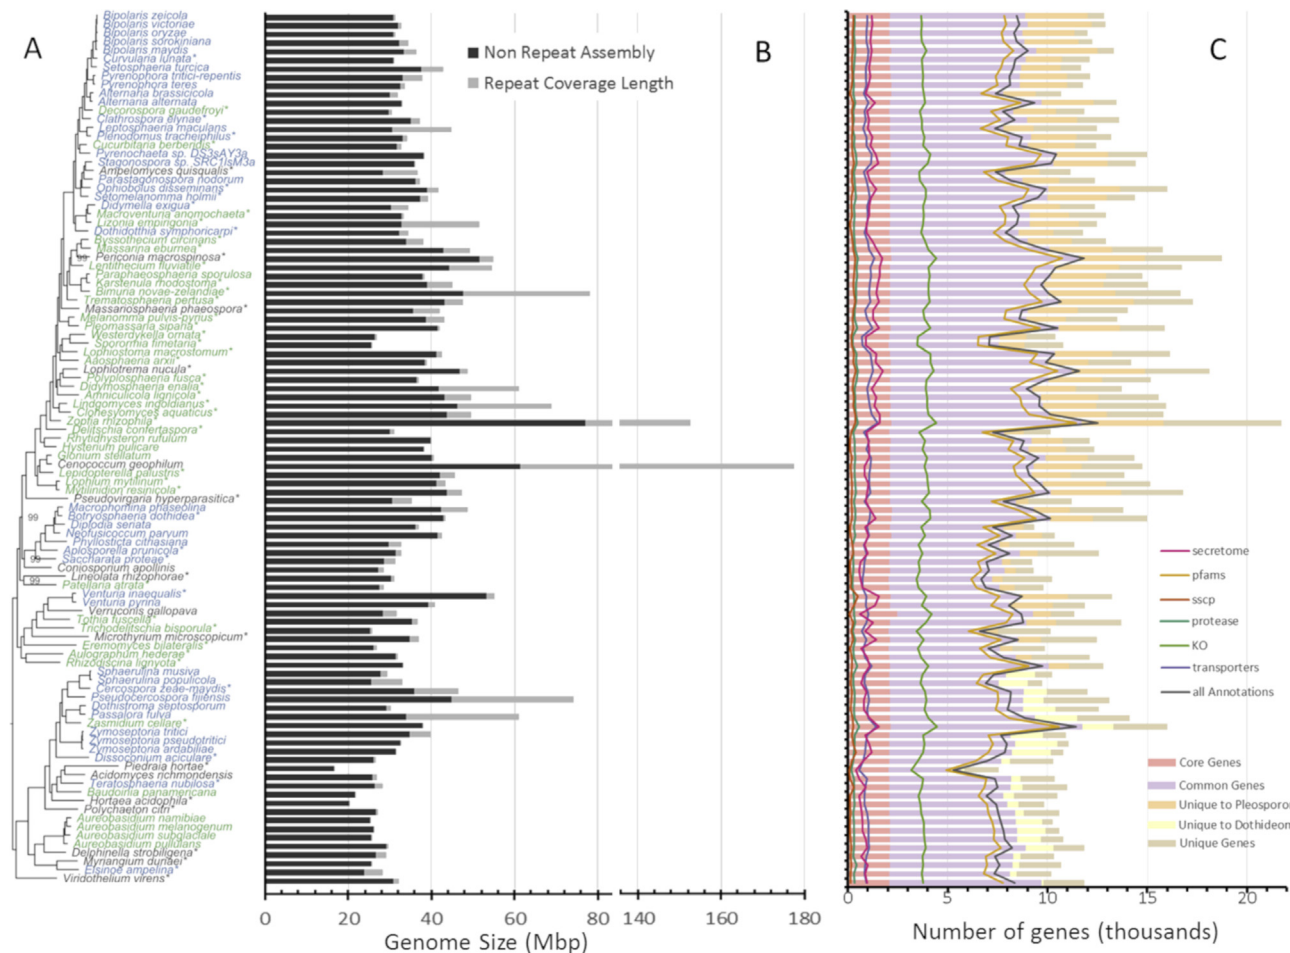 A
B
C
Non Repeat Assembly
Repeat Coverage Length
Bipolaris zeicola
Bipolaris victoriae
Bipolaris oryzae
Bipolaris sorokiniana
Bipolaris maydis
Curvularia lunata*
Setosphaeria turcica
Pyrenophora tritici-repentis
Pyrenophora teres
Alternaria brassicicola
Alternaria alternata
Decorospora gaudefroyi*
Clathrospora elynae*
Leptosphaeria maculans
Plenodomus tracheiphilus*
Cucurbitaria berberidis*
Pyrenochaeta sp. DS3sAY3a
Stagonospora sp. SRC1lsM3a
Ampelomyces quisqualis*
Parastagonospora nodorum
Ophiobolus disseminans*
Setomelanomma holmii*
Didymella exigua*
Macroventuria anomochaeta*
Lizonia empirigonia*
Dothidotthia symphoricarpi*
Byssothecium circinans*
Massarina eburnea*
99 Periconia macrospinosa*
Lentithecium fluviatile*
Paraphaeosphaeria sporulosa
Karstenula rhodostoma*
Bimuria novae-zelandiae*
Trematosphaeria pertusa*
Massariosphaeria phaeospora*
Melanomma pulvis-pyrius*
Pleomassaria siparia*
Westerdykella ornata*
Sporormia fimetaria*
Lophiostoma macrostomum*
Aaosphaeria arxii*
Lophiotrema nucula*
Polyplosphaeria fusca*
Didymosphaeria enalia*
Amniculicola lignicola*
Lindgomyces ingoldianus*
Clohesyomyces aquaticus*
Zopfia rhizophila*
Delitschia confertaspora*
Rhytidhysteron rufulum
Hysterium pulicare
Glonium stellatum
Cenococcum geophilum
Lepidopterella palustris*
Lophium mytilinum*
Mytilinidion resinicola*
Pseudovirgaria hyperparasitica*
Macrophomina phaseolina
99 Botryosphaeria dothidea*
Diplodia seriata
Neofusicoccum parvum
Phyllosticta citriasiana
Aplosporella prunicola*
99 Saccharata proteae*
Coniosporium apollinis
Lineolata rhizophorae*
99 Patellaria atrata*
Venturia inaequalis*
Venturia pyrina
Verruconis gallopava
Tothia fuscella*
Trichodelitschia bisporula*
Microthyrium microscopicum*
Eremomyces bilateralis*
Aulographum hederae*
Rhizodiscina lignyota*
Sphaerulina musiva
Sphaerulina populicola
Cercospora zeae-maydis*
Pseudocercospora fijiensis
Dothistroma septosporum
Passalora fulva
Zasmidium cellare*
Zymoseptoria tritici
Zymoseptoria pseudotritici
Zymoseptoria ardabiliae
Dissoconium aciculare*
Piedraia hortae*
Acidomyces richmondensis
Teratosphaeria nubilosa*
Baudoinia panamericana
Hortaea acidophila*
Polychaeton citri*
Aureobasidium namibiae
Aureobasidium melanogenum
Aureobasidium subglaciale
Aureobasidium pullulans
Delphinella strobiligena*
Myriangium duriaei*
Elsinoe ampelina*
Viridothelium virens*
secretome
pfams
sscp
protease
KO
transporters
all Annotations
Core Genes
Common Genes
Unique to Pleospor
Unique to Dothideon
Unique Genes
0 20 40 60 80 140 160 180
Genome Size (Mbp)
0 5 10 15 20
Number of genes (thousands)